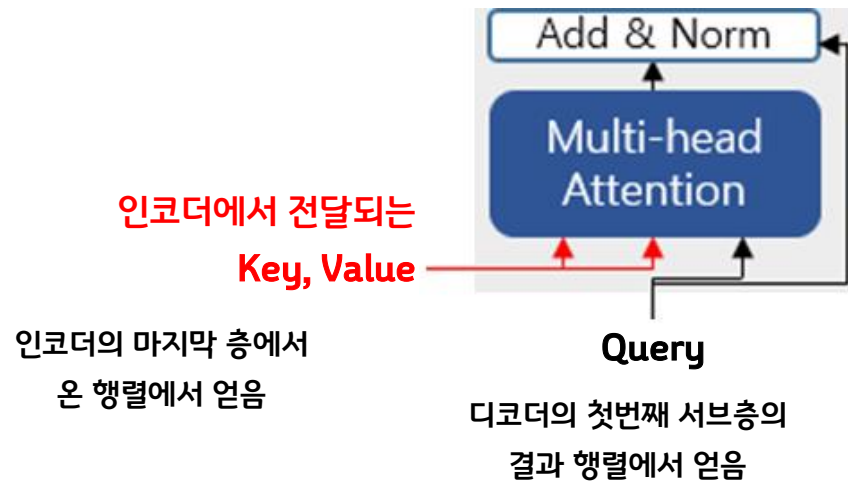 Add & Norm
Multi-head
Attention
인코더에서 전달되는
Key, Value
인코더의 마지막 층에서
온 행렬에서 얻음
Query
디코더의 첫번째 서브층의
결과 행렬에서 얻음